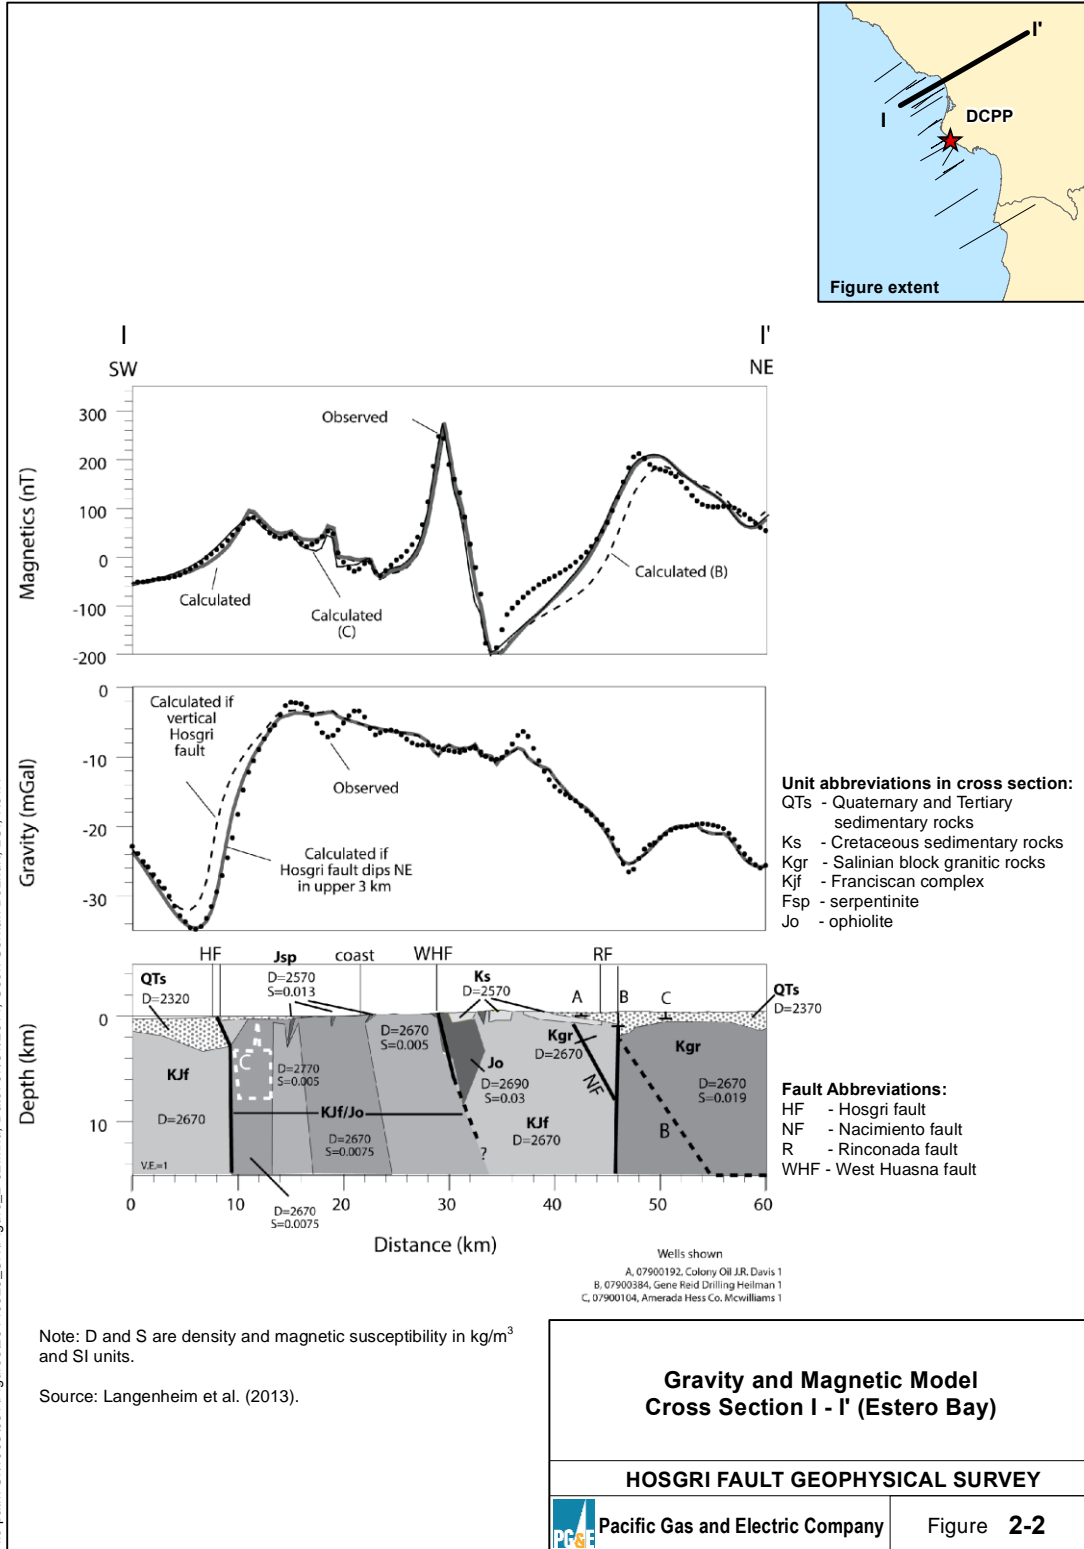 I'
I
DCPP
Figure extent
I
I'
SW
NE
Magnetics (nT)
300
200
100
0
-100
-200
Observed
Calculated
Calculated
(C)
Calculated (B)
Gravity (mGal)
0
-10
-20
-30
Calculated if
vertical
Hosgri
fault
Observed
Calculated if
Hosgri fault dips NE
in upper 3 km
Unit abbreviations in cross section:
QTs - Quaternary and Tertiary
sedimentary rocks
Ks - Cretaceous sedimentary rocks
Kgr - Salinian block granitic rocks
Kjf - Franciscan complex
Fsp - serpentinite
Jo - ophiolite
HF
Jsp
coast
WHF
RF
QTs
D=2320
D=2570
S=0.013
Ks
D=2570
A
B
C
QTs
D=2370
Depth (km)
0
10
KJf
D=2670
V.E.=1
C
D=2770
S=0.005
KJf/Jo
D=2670
S=0.0075
D=2670
S=0.005
Jo
D=2690
S=0.03
?
KJf
D=2670
Kgr
D=2670
NF
Kgr
D=2670
S=0.019
B
D=2670
S=0.0075
0
10
20
30
40
50
60
Distance (km)
Fault Abbreviations:
HF - Hosgri fault
NF - Nacimiento fault
R - Rinconada fault
WHF - West Huasna fault
Wells shown
A, 07900192, Colony Oil J.R. Davis 1
B, 07900384, Gene Reid Drilling Heilman 1
C, 07900104, Amerada Hess Co. Mcwilliams 1
Note: D and S are density and magnetic susceptibility in kg/m³
and SI units.
Source: Langenheim et al. (2013).
Gravity and Magnetic Model
Cross Section I - I' (Estero Bay)
HOSGRI FAULT GEOPHYSICAL SURVEY
PG&E
Pacific Gas and Electric Company
Figure 2-2